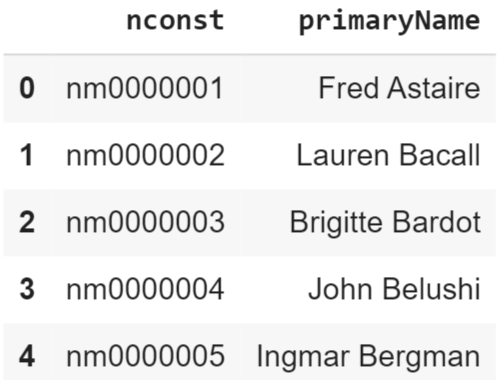 nconst primaryName
0 nm0000001 Fred Astaire
1 nm0000002 Lauren Bacall
2 nm0000003 Brigitte Bardot
3 nm0000004 John Belushi
4 nm0000005 Ingmar Bergman